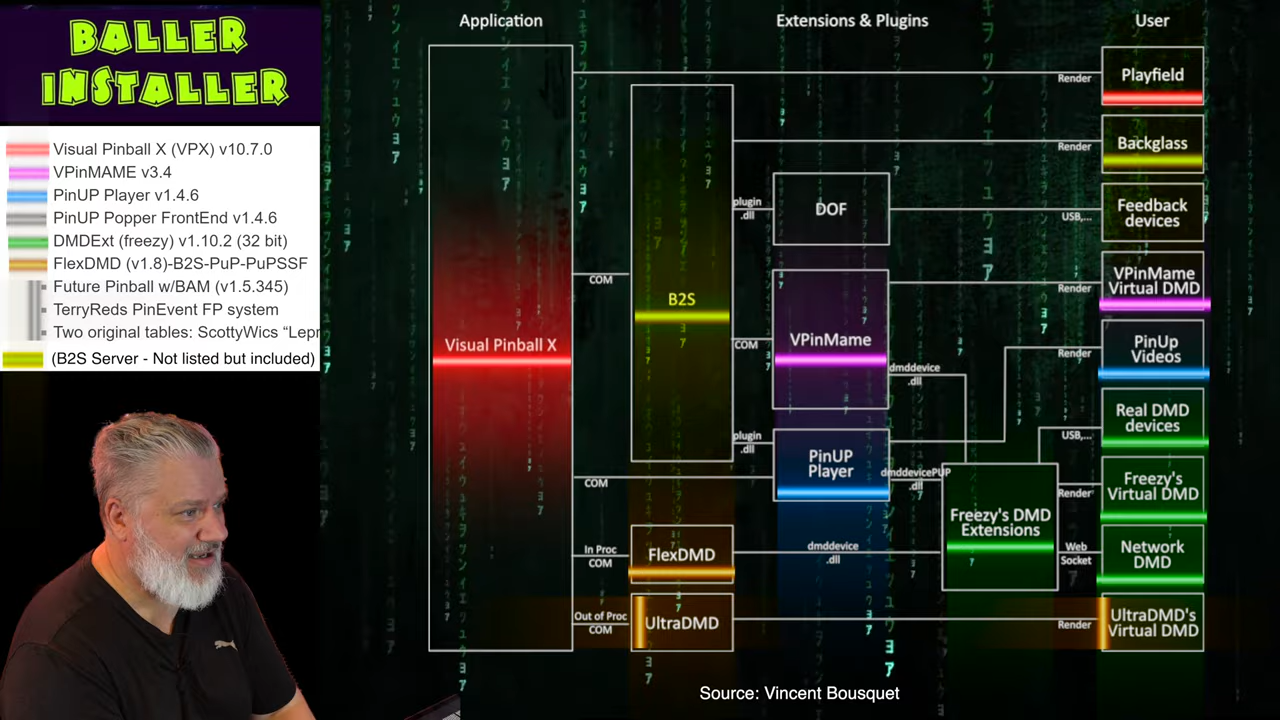 BALLER
INSTALLER
Visual Pinball X (VPX) v10.7.0
VPinMAME v3.4
PinUP Player v1.4.6
PinUP Popper FrontEnd v1.4.6
DMDExt (freezy) v1.10.2 (32 bit)
FlexDMD (v1.8)-B2S-PuP-PuPSSF
Future Pinball w/BAM (v1.5.345)
TerryReds PinEvent FP system
Two original tables: ScottyWics “Lepr
(B2S Server - Not listed but included)
Application
Extensions & Plugins
User
Visual Pinball X
COM
COM
In Proc
COM
Out of Proc
COM
B2S
FlexDMD
UltraDMD
plugin
.dll
COM
plugin
.dll
dmddevice
.dll
DOF
VPinMame
PinUP
Player
dmddevice
.dll
dmddevicePUP
.dll
Freezy's DMD
Extensions
Render
Playfield
Render
Backglass
USB,...
Feedback
devices
Render
VPinMame
Virtual DMD
Render
PinUp
Videos
USB,...
Real DMD
devices
Render
Freezy's
Virtual DMD
Web
Socket
Network
DMD
Render
UltraDMD's
Virtual DMD
Source: Vincent Bousquet